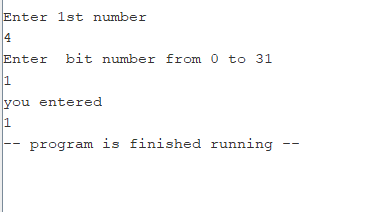 Enter 1st number
4
Enter  bit number from 0 to 31
1
you entered
1
-- program is finished running --